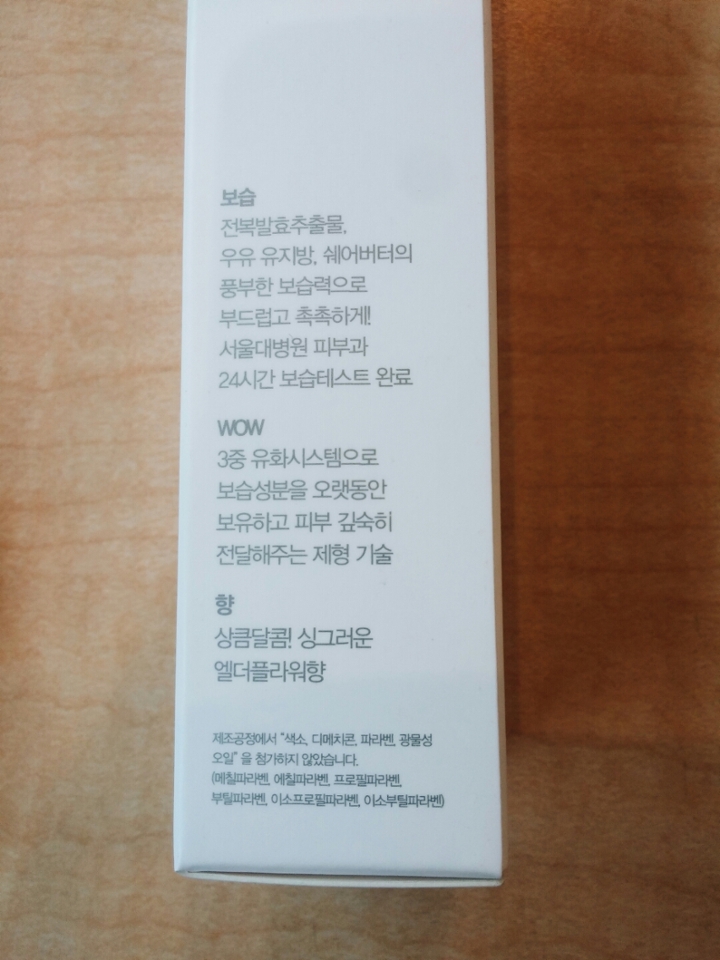 보습
전복발효추출물,
우유 유지방, 쉐어버터의
풍부한 보습력으로
부드럽고 촉촉하게!
서울대병원 피부과
24시간 보습테스트 완료
WOW
3중 유화시스템으로
보습성분을 오랫동안
보유하고 피부 깊숙히
전달해주는 제형 기술
향
상큼달콤! 싱그러운
엘더플라워향
제조공정에서 "색소, 디메치콘, 파라벤, 광물성
오일" 을 첨가하지 않았습니다.
(메칠파라벤, 에칠파라벤, 프로필파라벤,
부틸파라벤, 이소프로필파라벤, 이소부틸파라벤)